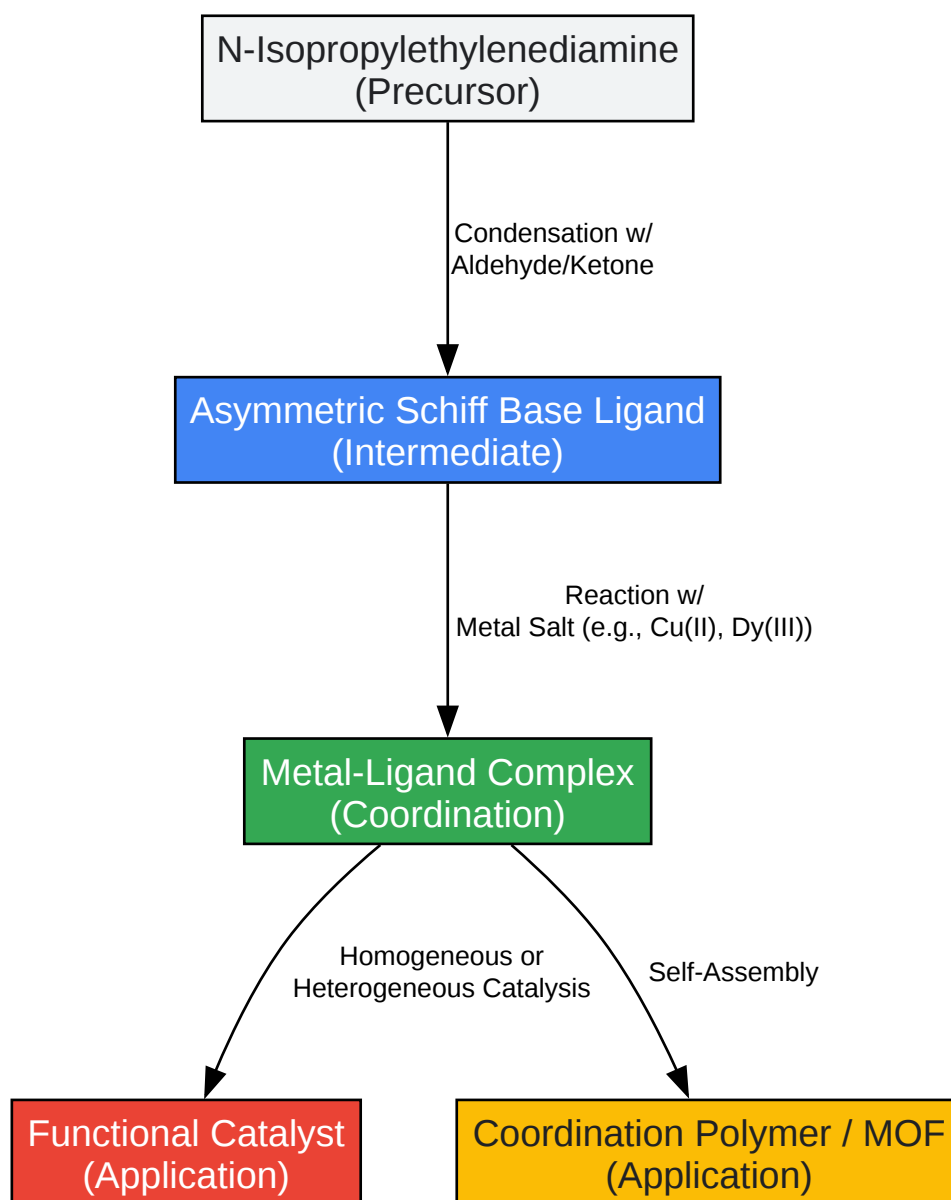 N-Isopropylethylenediamine
(Precursor)
Condensation w/
Aldehyde/Ketone
Asymmetric Schiff Base Ligand
(Intermediate)
Reaction w/
Metal Salt (e.g., Cu(II), Dy(III))
Metal-Ligand Complex
(Coordination)
Homogeneous or
Heterogeneous Catalysis
Self-Assembly
Functional Catalyst
(Application)
Coordination Polymer / MOF
(Application)